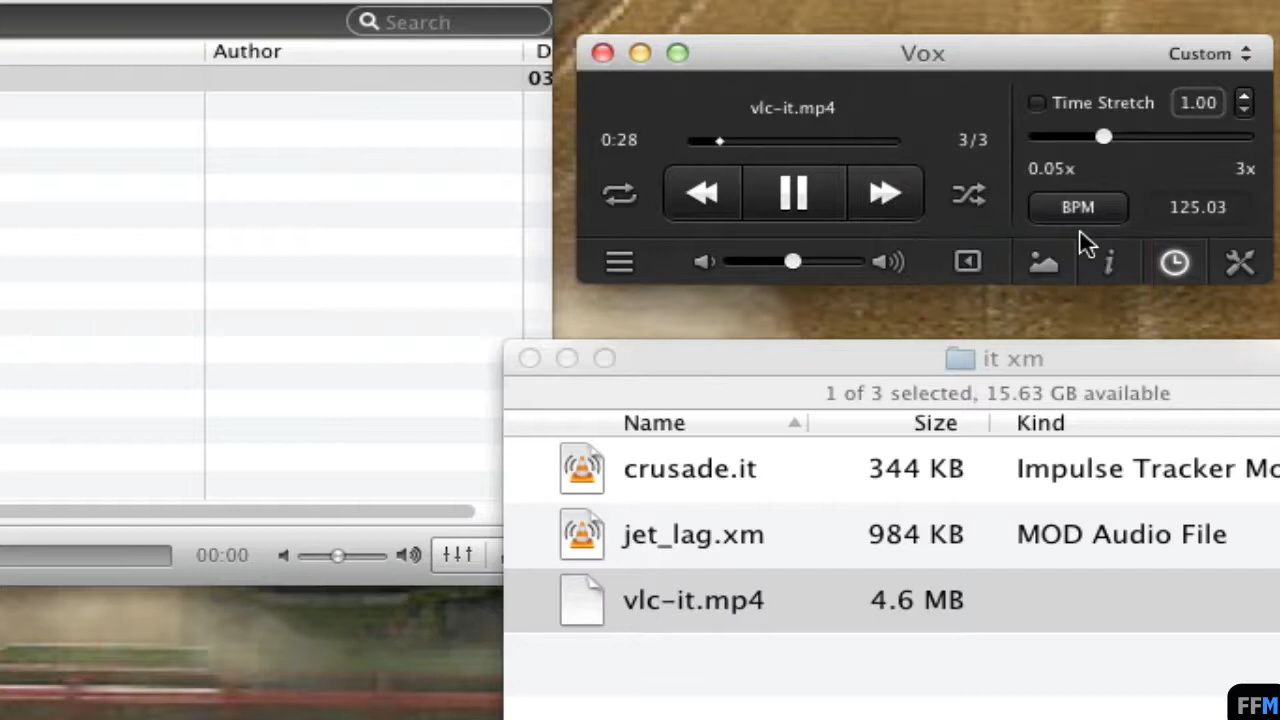 Search
Author
D
03
00:00
Vox
Custom
vlc-it.mp4
0:28
3/3
Time Stretch
1.00
0.05x
3x
BPM
125.03
it xm
1 of 3 selected, 15.63 GB available
Name Size Kind
crusade.it 344 KB Impulse Tracker Mo
jet_lag.xm 984 KB MOD Audio File
vlc-it.mp4 4.6 MB
FFM